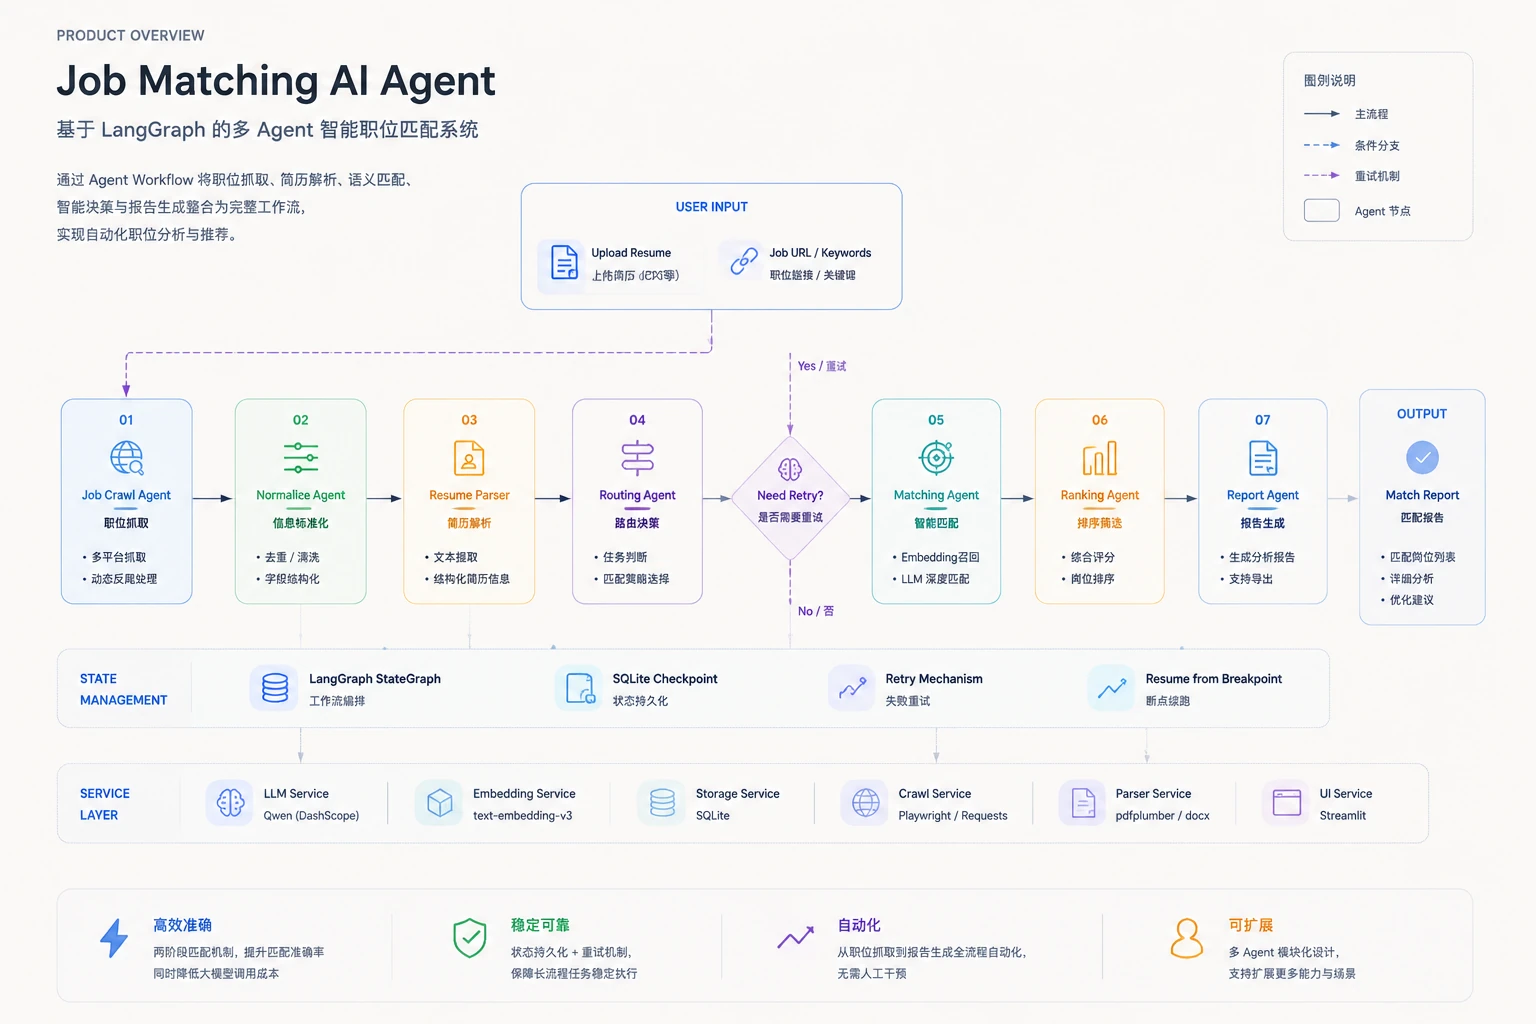 PRODUCT OVERVIEW
Job Matching AI Agent
基于 LangGraph 的多 Agent 智能职位匹配系统
通过 Agent Workflow 将职位抓取、简历解析、语义匹配、
智能决策与报告生成整合为完整工作流，
实现自动化职位分析与推荐。
图例说明
主流程
条件分支
重试机制
Agent 节点
USER INPUT
Upload Resume
上传简历
Job URL / Keywords
职位链接 / 关键词
Yes / 重试
01
Job Crawl Agent
职位抓取
• 多平台抓取
• 动态反爬处理
02
Normalize Agent
信息标准化
• 去重 / 清洗
• 字段结构化
03
Resume Parser
简历解析
• 文本提取
• 结构化简历信息
04
Routing Agent
路由决策
• 任务判断
• 匹配策略选择
Need Retry?
是否需要重试
No / 否
05
Matching Agent
智能匹配
• Embedding召回
• LLM 深度匹配
06
Ranking Agent
排序筛选
• 综合评分
• 岗位排序
07
Report Agent
报告生成
• 生成分析报告
• 支持导出
OUTPUT
Match Report
匹配报告
• 匹配岗位列表
• 详细分析
• 优化建议
STATE
MANAGEMENT
LangGraph StateGraph
工作流编排
SQLite Checkpoint
状态持久化
Retry Mechanism
失败重试
Resume from Breakpoint
断点续跑
SERVICE
LAYER
LLM Service
Qwen (DashScope)
Embedding Service
text-embedding-v3
Storage Service
SQLite
Crawl Service
Playwright / Requests
Parser Service
pdfplumber / docx
UI Service
Streamlit
高效准确
两阶段匹配机制，提升匹配准确率
同时降低大模型调用成本
稳定可靠
状态持久化 + 重试机制，
保障长流程任务稳定执行
自动化
从职位抓取到报告生成全流程自动化，
无需人工干预
可扩展
多 Agent 模块化设计，
支持扩展更多能力与场景